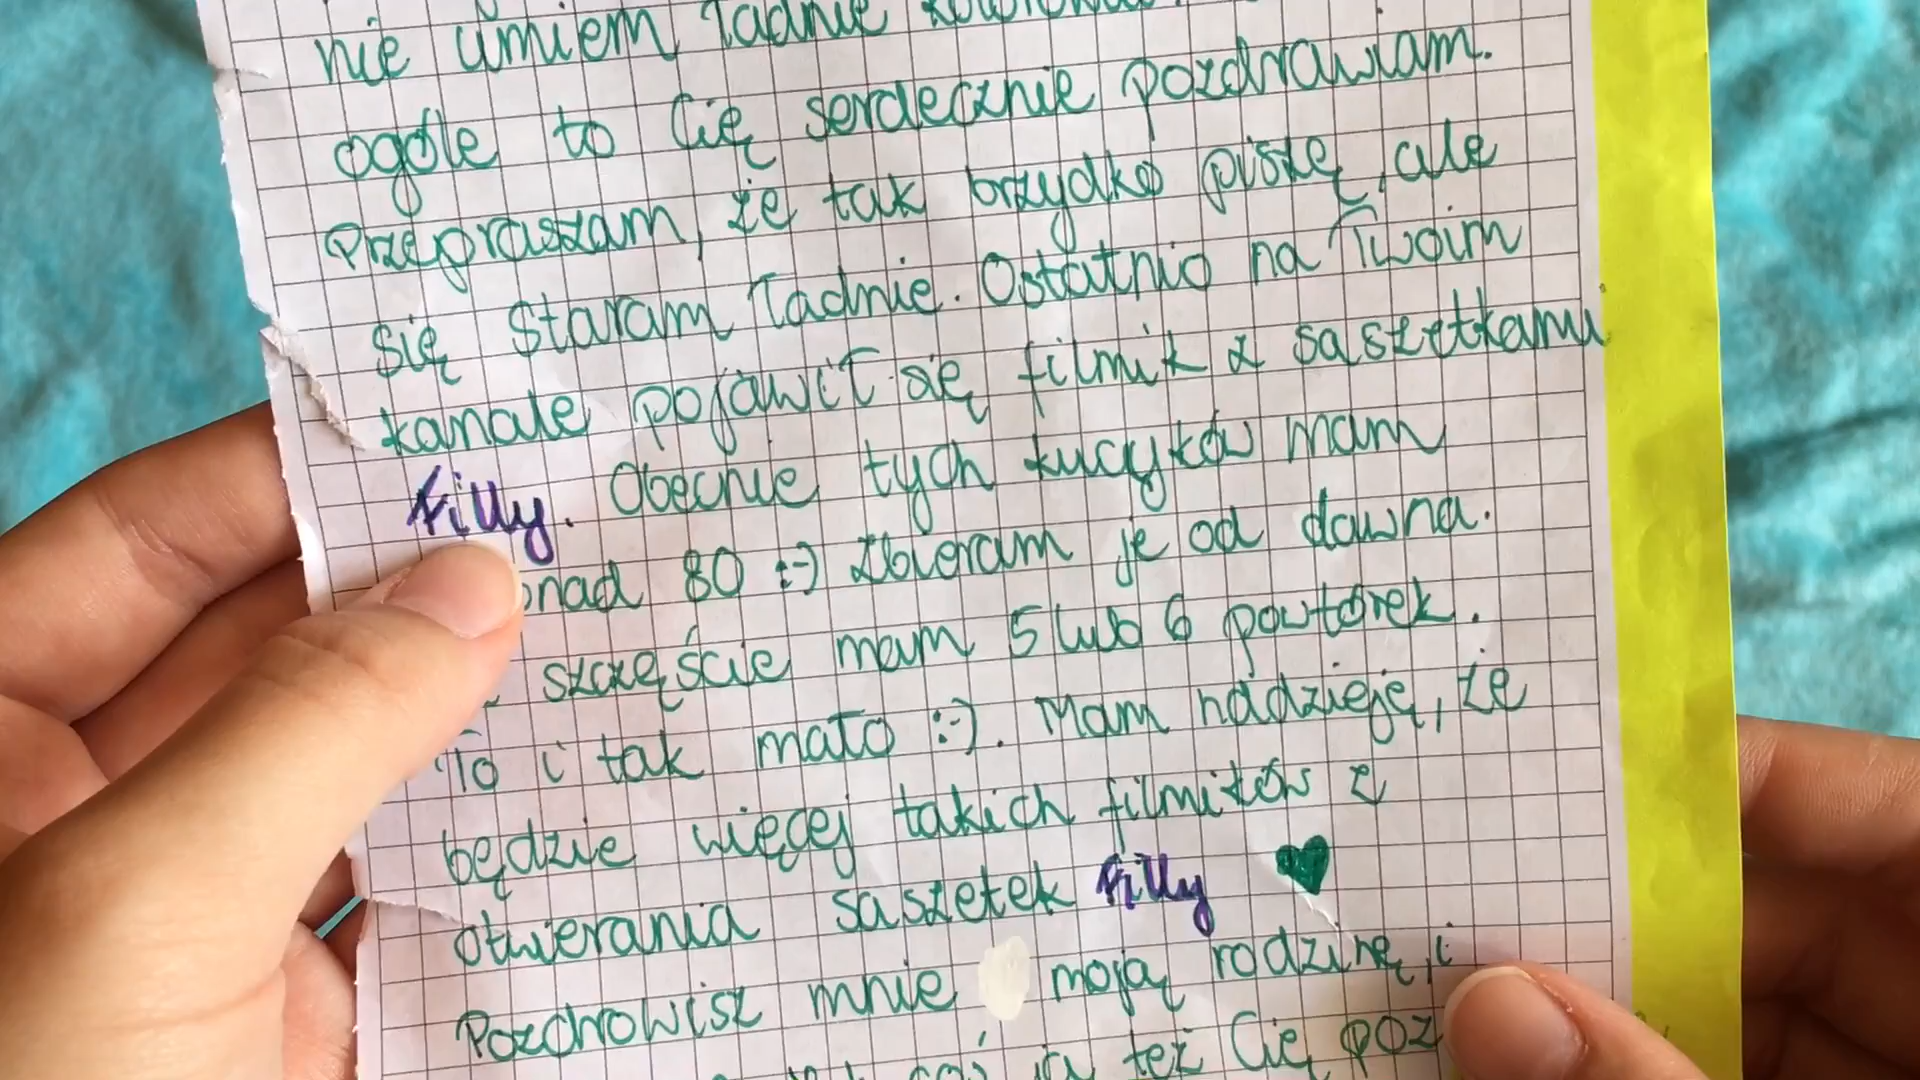 nie umiem ładnie
ogóle to Cię serdecznie pozdrawiam.
Przepraszam, że tak brzydko piszę, ale
się staram ładnie. Ostatnio na Twoim
kanale pojawił się filmik z saszetkami
Filly. Obecnie tych kucyków mam
onad 80 :-) Zbieram je od dawna.
szczęście mam 5 lub 6 powtórek.
To i tak mało :-). Mam nadzieję, że
będzie więcej takich filmików z
otwierania saszetek Filly
Pozdrowisz mnie moją rodzinę, i
ja też Cię poz